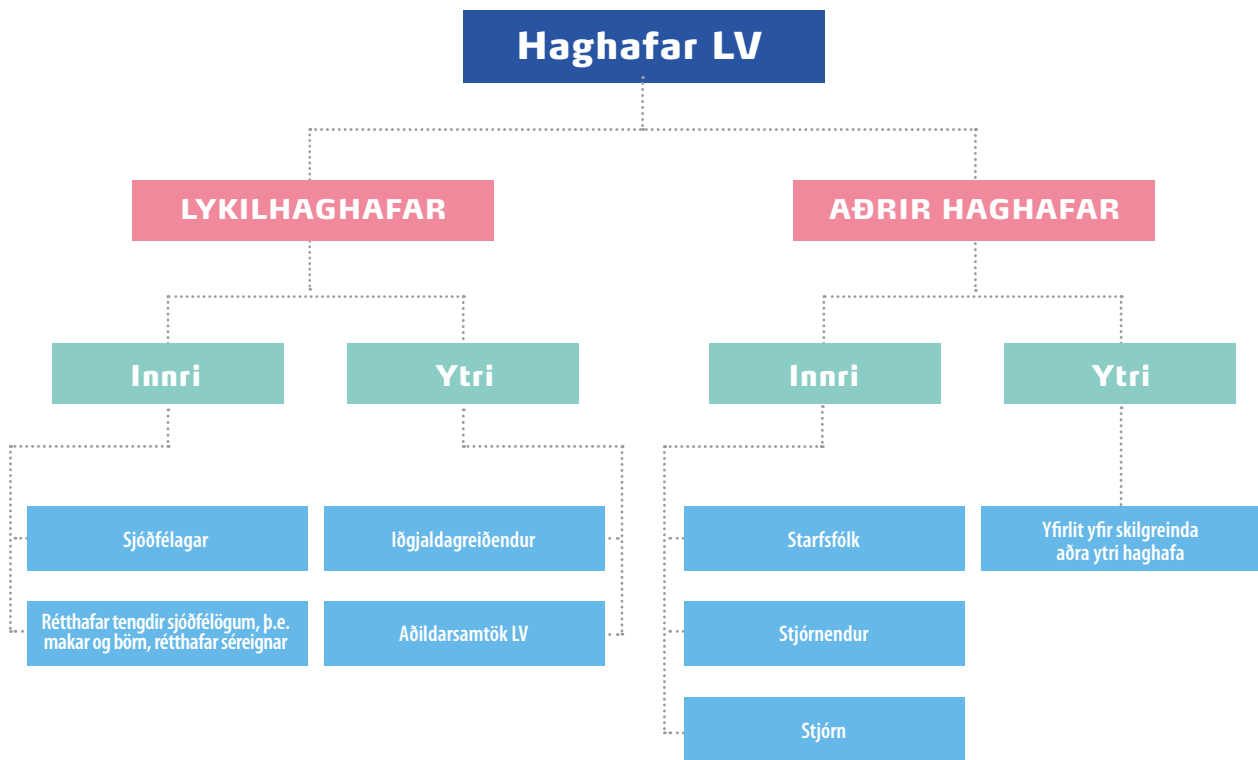 Haghafar LV
LYKILHAGHAFAR
AÐRIR HAGHAFAR
Innri
Ytri
Innri
Ytri
Sjóðfélagar
Iðgjaldagreiðendur
Starfsfólk
Yfirlit yfir skilgreinda
aðra ytri haghafa
Rétthafar tengdir sjóðfélögum, þ.e.
makar og börn, rétthafar séreignar
Aðildarsamtök LV
Stjórnendur
Stjórn